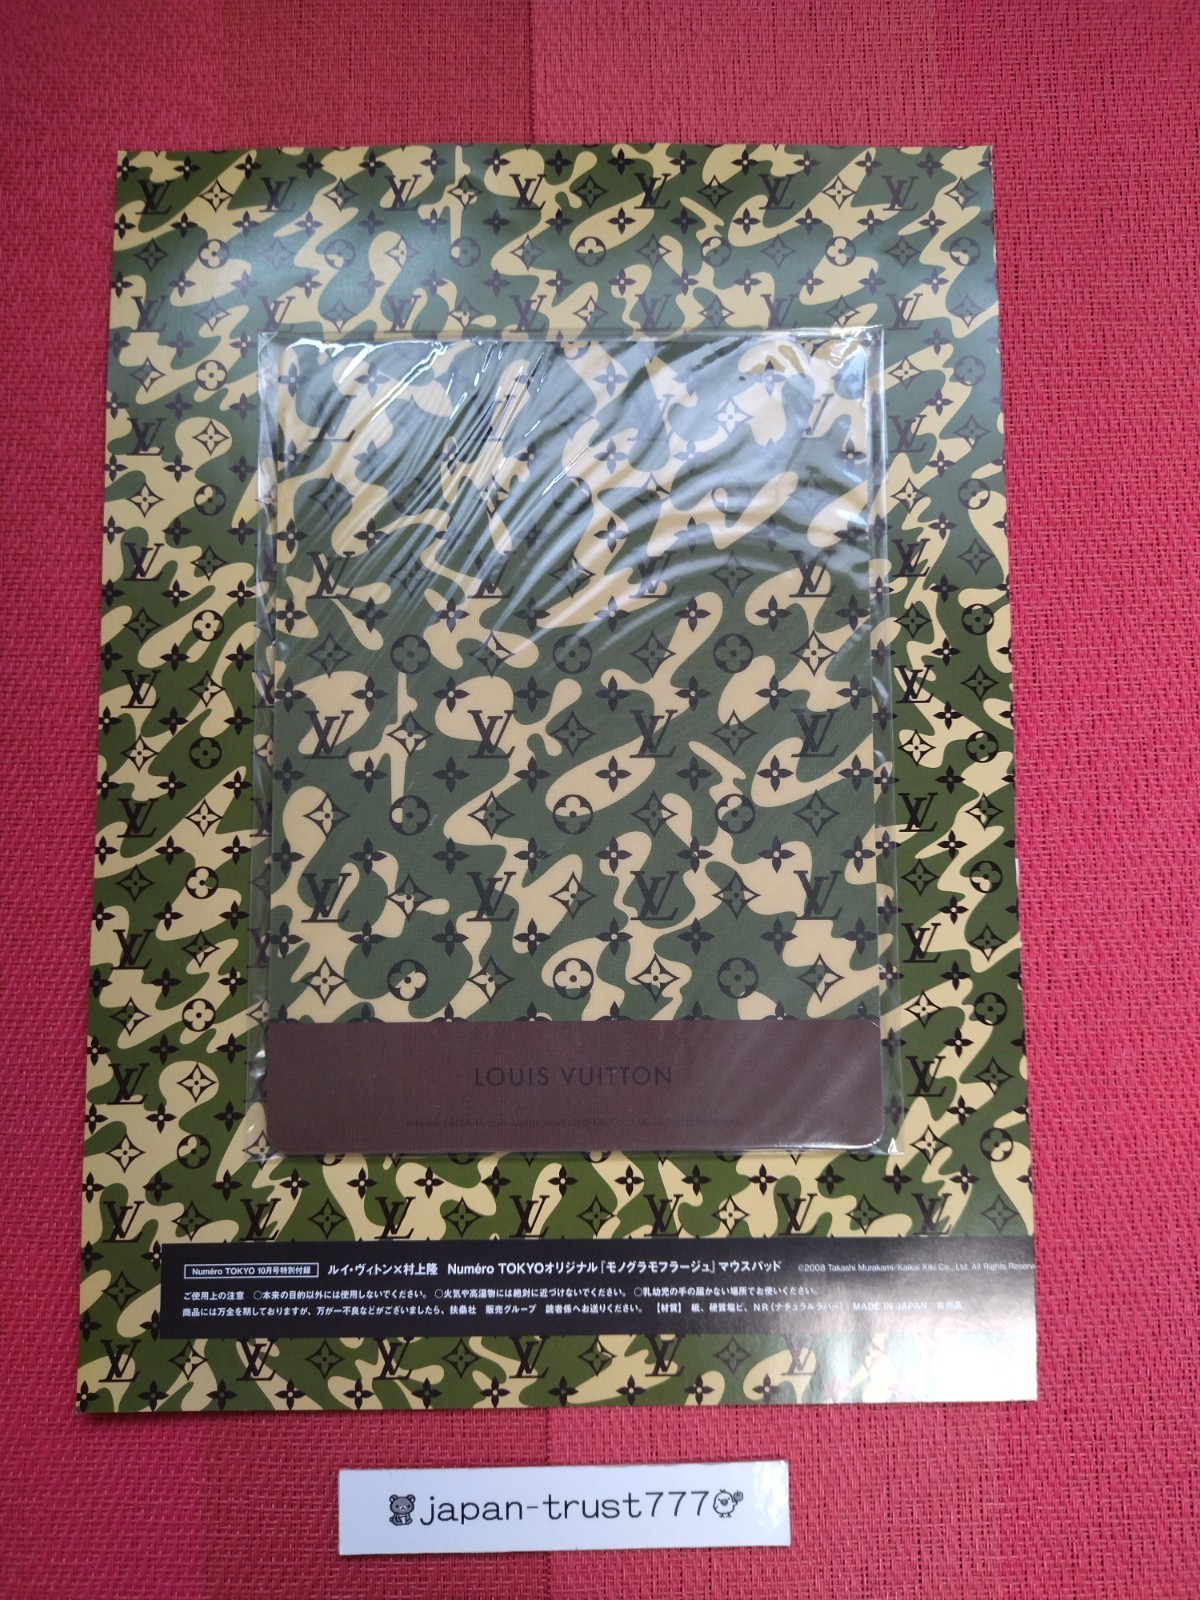 LOUIS VUITTON
Numéro TOKYO 10月号特別付録 ルイ・ヴィトン×村上隆 Numéro TOKYOオリジナル『モノグラモフラージュ』マウスパッド ©2008 Takashi Murakami/Kaikai Kiki Co., Ltd. All Rights Reserve
ご使用上の注意 ○本来の目的以外には使用しないでください。 ○火気や高温物には絶対に近づけないでください。 ○乳幼児の手の届かない場所でお使いください。
商品には万全を期しておりますが、万が一不良などがございましたら、扶桑社 販売グループ 読者係へお送りください。 【材質】 紙、硬質塩ビ、NR(ナチュラルラバー) MADE IN JAPAN 非売品
japan-trust777